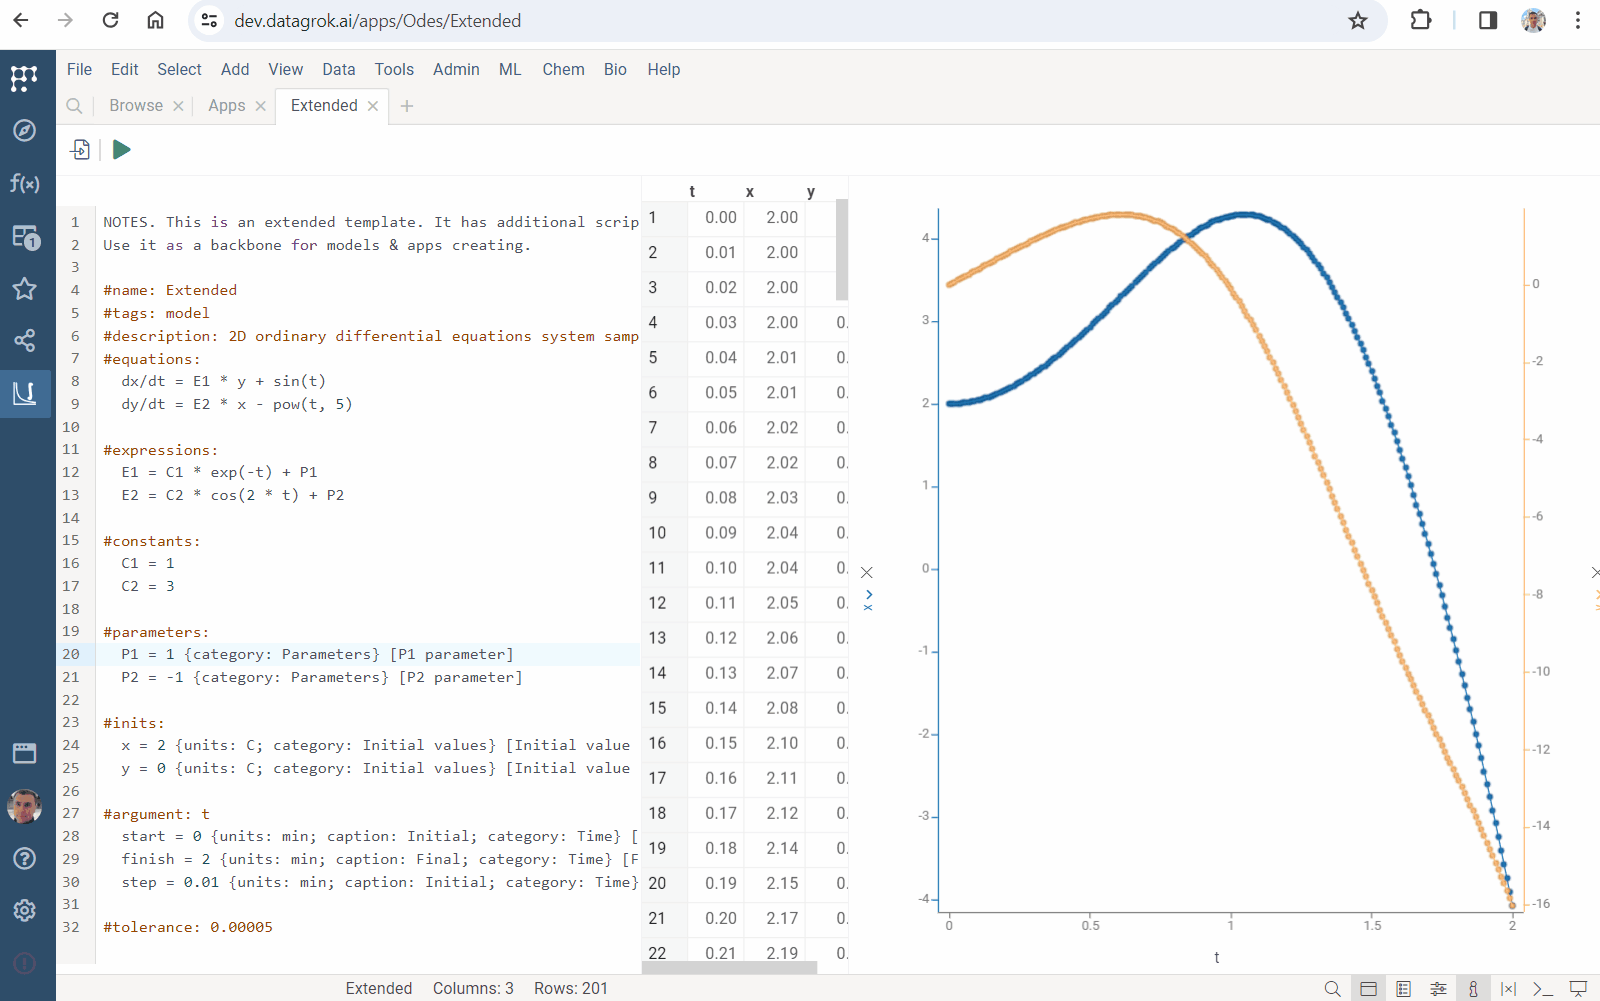 dev.datagrok.ai/apps/Odes/Extended
File Edit Select Add View Data Tools Admin ML Chem Bio Help
Browse Apps Extended
f(x)
1
1 NOTES. This is an extended template. It has additional scrip
2 Use it as a backbone for models & apps creating.
3
4 #name: Extended
5 #tags: model
6 #description: 2D ordinary differential equations system samp
7 #equations:
8 dx/dt = E1 * y + sin(t)
9 dy/dt = E2 * x - pow(t, 5)
10
11 #expressions:
12 E1 = C1 * exp(-t) + P1
13 E2 = C2 * cos(2 * t) + P2
14
15 #constants:
16 C1 = 1
17 C2 = 3
18
19 #parameters:
20 P1 = 1 {category: Parameters} [P1 parameter]
21 P2 = -1 {category: Parameters} [P2 parameter]
22
23 #inits:
24 x = 2 {units: C; category: Initial values} [Initial value
25 y = 0 {units: C; category: Initial values} [Initial value
26
27 #argument: t
28 start = 0 {units: min; caption: Initial; category: Time} [
29 finish = 2 {units: min; caption: Final; category: Time} [F
30 step = 0.01 {units: min; caption: Initial; category: Time}
31
32 #tolerance: 0.00005
t x y
1 0.00 2.00
2 0.01 2.00
3 0.02 2.00
4 0.03 2.00 0.
5 0.04 2.01 0.
6 0.05 2.01 0.
7 0.06 2.02 0.
8 0.07 2.02 0.
9 0.08 2.03 0.
10 0.09 2.04 0.
11 0.10 2.04 0.
12 0.11 2.05 0.
13 0.12 2.06 0.
14 0.13 2.07 0.
15 0.14 2.08 0.
16 0.15 2.10 0.
17 0.16 2.11 0.
18 0.17 2.12 0.
19 0.18 2.14 0.
20 0.19 2.15 0.
21 0.20 2.17 0.
22 0.21 2.19 0.
4
3
2
1
0
-1
-2
-3
-4
0
-2
-4
-6
-8
-10
-12
-14
-16
0 0.5 1 1.5 2
t
x
Extended Columns: 3 Rows: 201